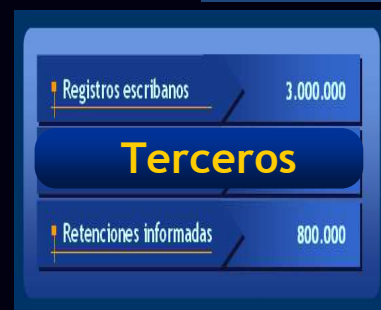 Registros escribanos 3.000.000
Terceros
Retenciones informadas 800.000